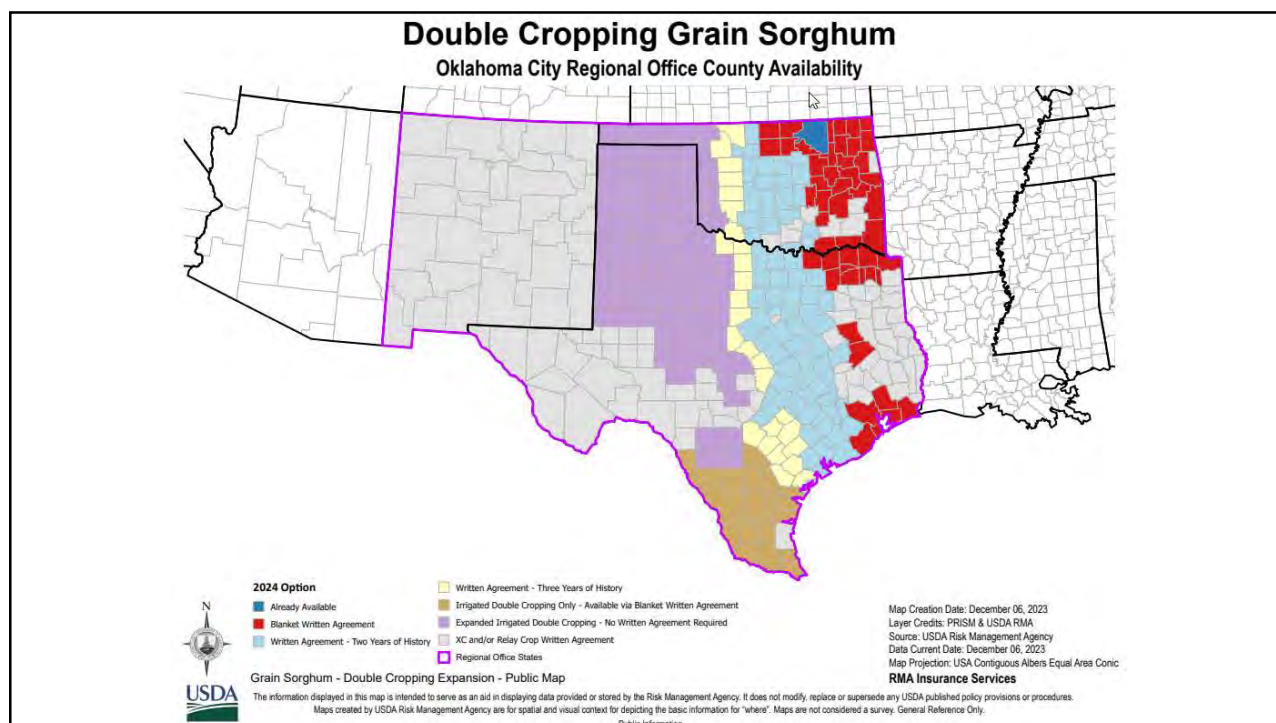 Double Cropping Grain Sorghum
Oklahoma City Regional Office County Availability
2024 Option
Already Available
Blanket Written Agreement
Written Agreement - Two Years of History
Written Agreement - Three Years of History
Irrigated Double Cropping Only - Available via Blanket Written Agreement
Expanded Irrigated Double Cropping - No Written Agreement Required
XC and/or Relay Crop Written Agreement
Regional Office States
N
Map Creation Date: December 06, 2023
Layer Credits: PRISM & USDA RMA
Source: USDA Risk Management Agency
Data Current Date: December 06, 2023
Map Projection: USA Contiguous Albers Equal Area Conic
RMA Insurance Services
Grain Sorghum - Double Cropping Expansion - Public Map
USDA
The information displayed in this map is intended to serve as an aid in displaying data provided or stored by the Risk Management Agency. It does not modify, replace or supersede any USDA published policy provisions or procedures.
Maps created by USDA Risk Management Agency are for spatial and visual context for depicting the basic information for "where". Maps are not considered a survey. General Reference Only.
Public Information